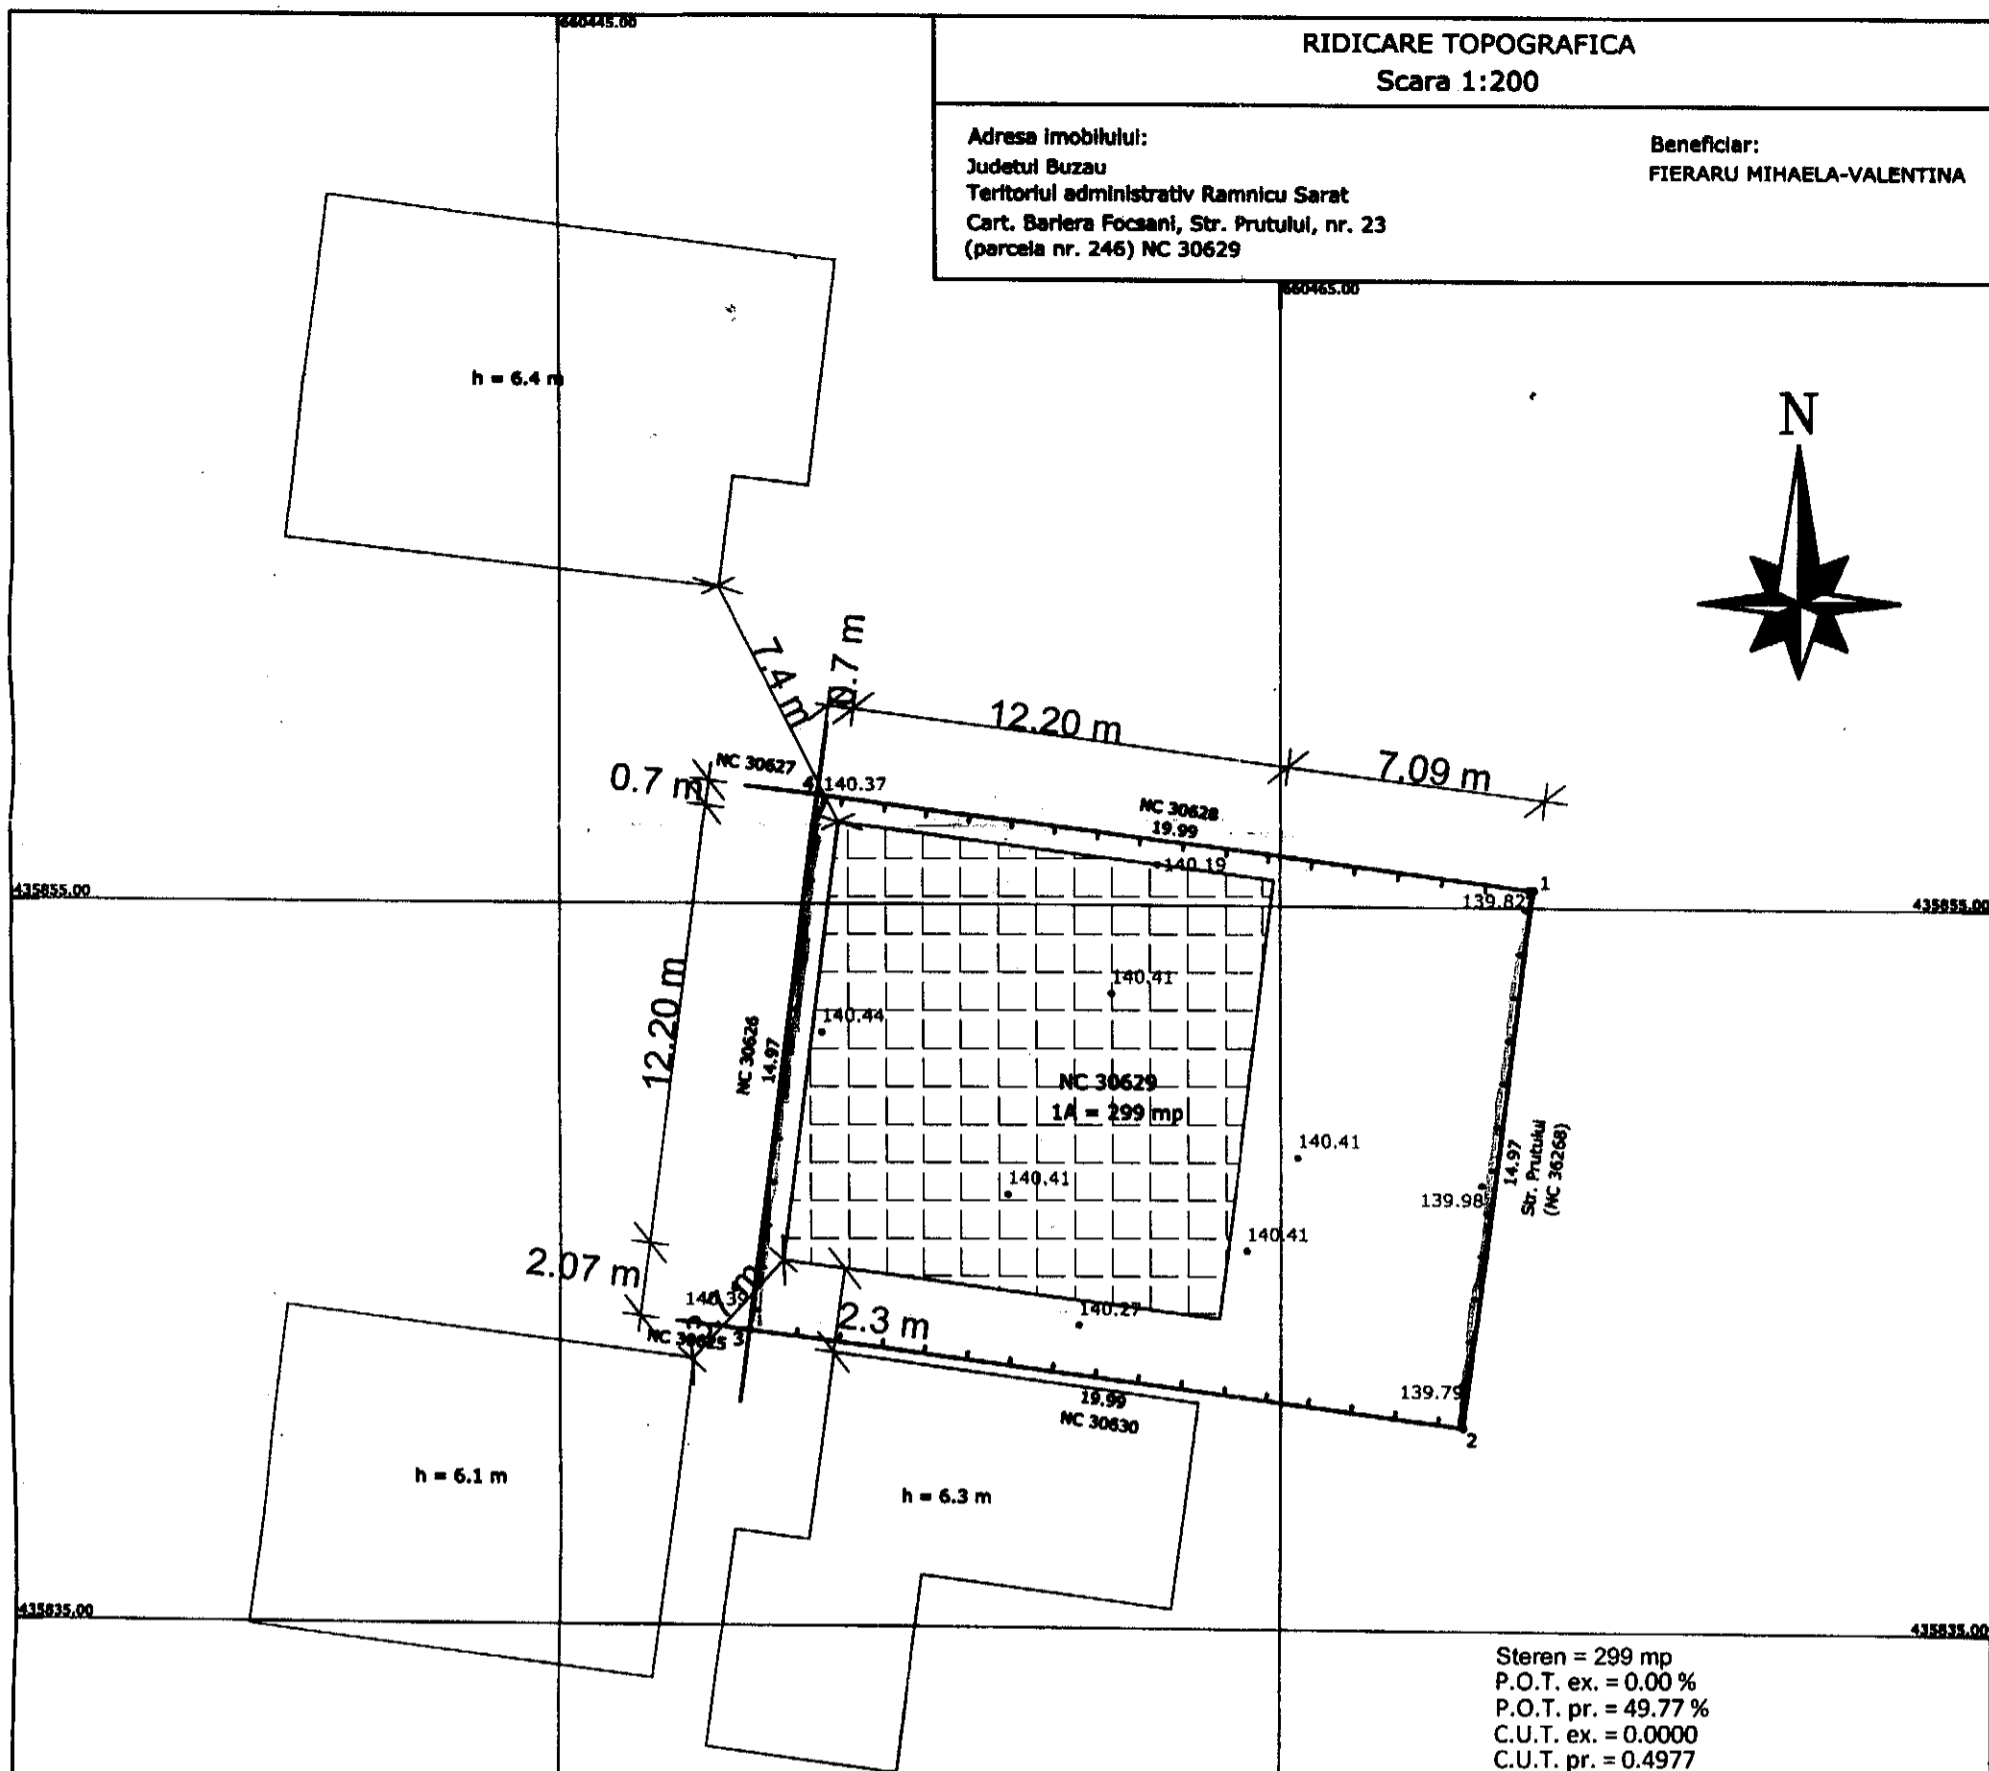 660445.00
RIDICARE TOPOGRAFICA
Scara 1:200
Adresa imobilului:
Judetul Buzau
Teritoriul administrativ Ramnicu Sarat
Cart. Bariera Focsani, Str. Prutului, nr. 23
(parcela nr. 246) NC 30629
Beneficiar:
FIERARU MIHAELA-VALENTINA
660465.00
h = 6.4 m
N
7.4 m
0.7 m
12.20 m
7.09 m
0.7 m
NC 30627
4
140.37
NC 30628
19.99
140.19
1
139.82
435855.00
435855.00
12.20 m
140.41
140.44
NC 30626
14.97
NC 30629
1A = 299 mp
140.41
140.41
139.98
14.97
Str. Prutului
(NC 36268)
140.41
2.07 m
140.39
140.27
2.3 m
NC 30625
3
139.79
19.99
NC 30630
2
h = 6.1 m
h = 6.3 m
435835.00
435835.00
Steren = 299 mp
P.O.T. ex. = 0.00 %
P.O.T. pr. = 49.77 %
C.U.T. ex. = 0.0000
C.U.T. pr. = 0.4977